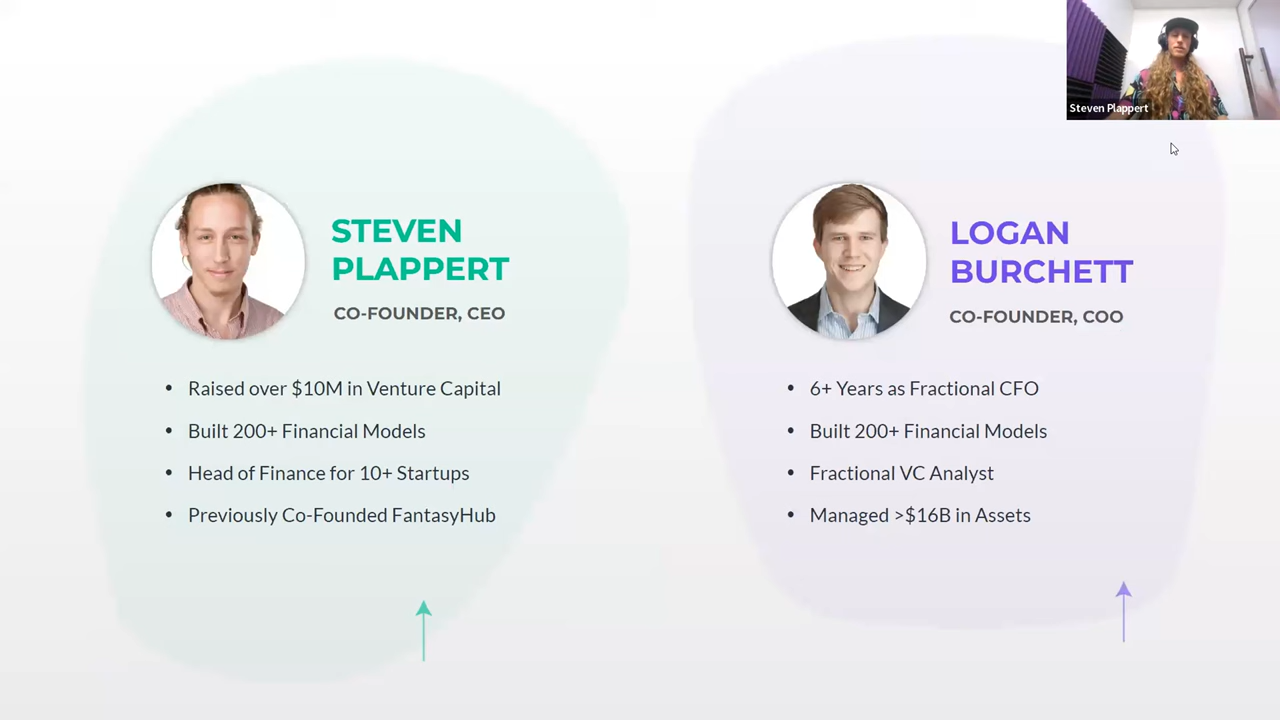 Steven Plappert
STEVEN
PLAPPERT
CO-FOUNDER, CEO
• Raised over $10M in Venture Capital
• Built 200+ Financial Models
• Head of Finance for 10+ Startups
• Previously Co-Founded FantasyHub
LOGAN
BURCHETT
CO-FOUNDER, COO
• 6+ Years as Fractional CFO
• Built 200+ Financial Models
• Fractional VC Analyst
• Managed >$16B in Assets